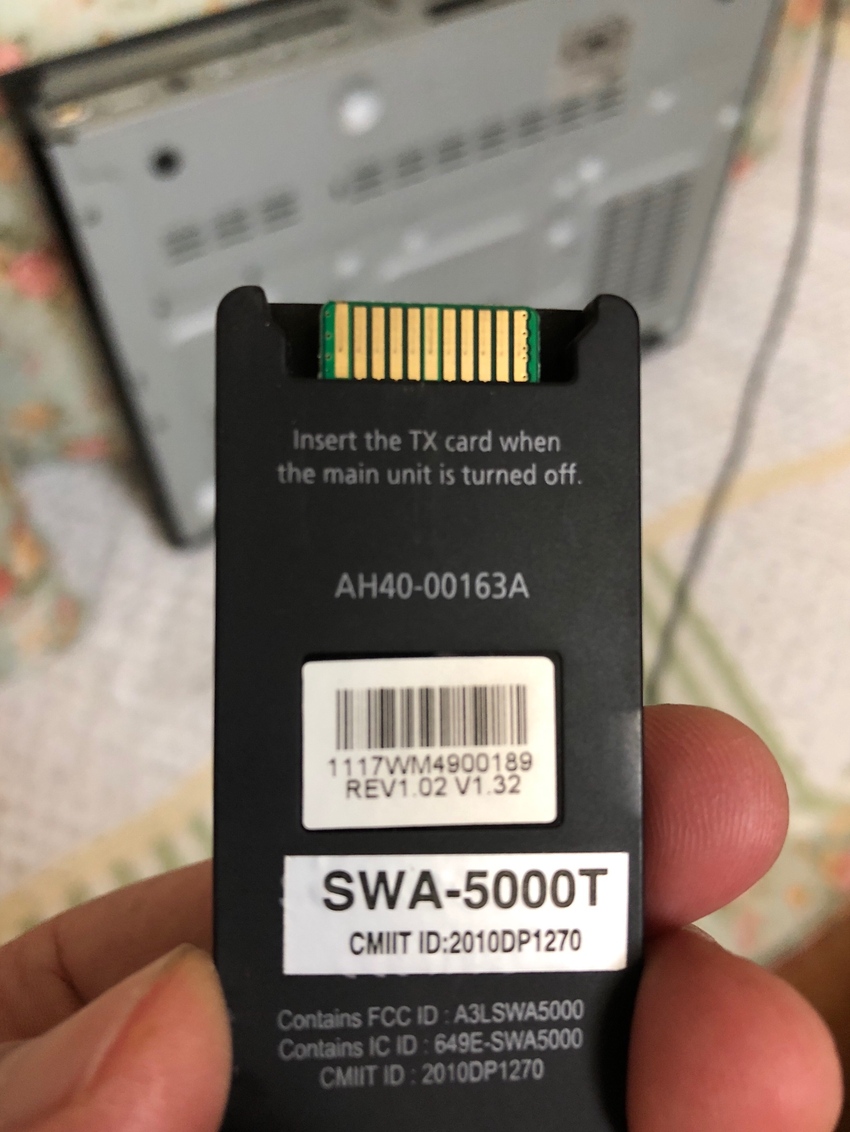 Insert the TX card when
the main unit is turned off.
AH40-00163A
1117WM4900189
REV1.02 V1.32
SWA-5000T
CMIIT ID:2010DP1270
Contains FCC ID : A3LSWA5000
Contains IC ID : 649E-SWA5000
CMIIT ID : 2010DP1270